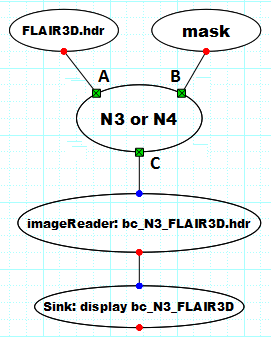 FLAIR3D.hdr
mask
A
B
N3 or N4
C
imageReader: bc_N3_FLAIR3D.hdr
Sink: display bc_N3_FLAIR3D